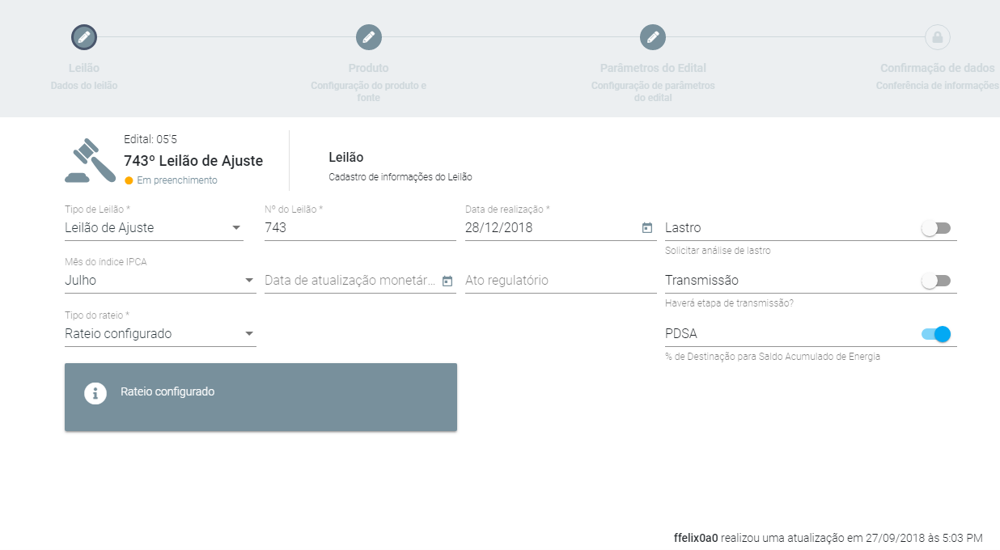 Leilão
Dados do leilão
Produto
Configuração do produto e
fonte
Parâmetros do Edital
Configuração de parâmetros
do edital
Confirmação de dados
Conferência de informações
Edital: 05'5
743º Leilão de Ajuste
Em preenchimento
Leilão
Cadastro de informações do Leilão
Tipo de Leilão *
Leilão de Ajuste
Nº do Leilão *
743
Data de realização *
28/12/2018
Lastro
Solicitar análise de lastro
Mês do índice IPCA
Julho
Data de atualização monetár...
Ato regulatório
Transmissão
Haverá etapa de transmissão?
Tipo do rateio *
Rateio configurado
PDSA
% de Destinação para Saldo Acumulado de Energia
Rateio configurado
ffelix0a0 realizou uma atualização em 27/09/2018 às 5:03 PM